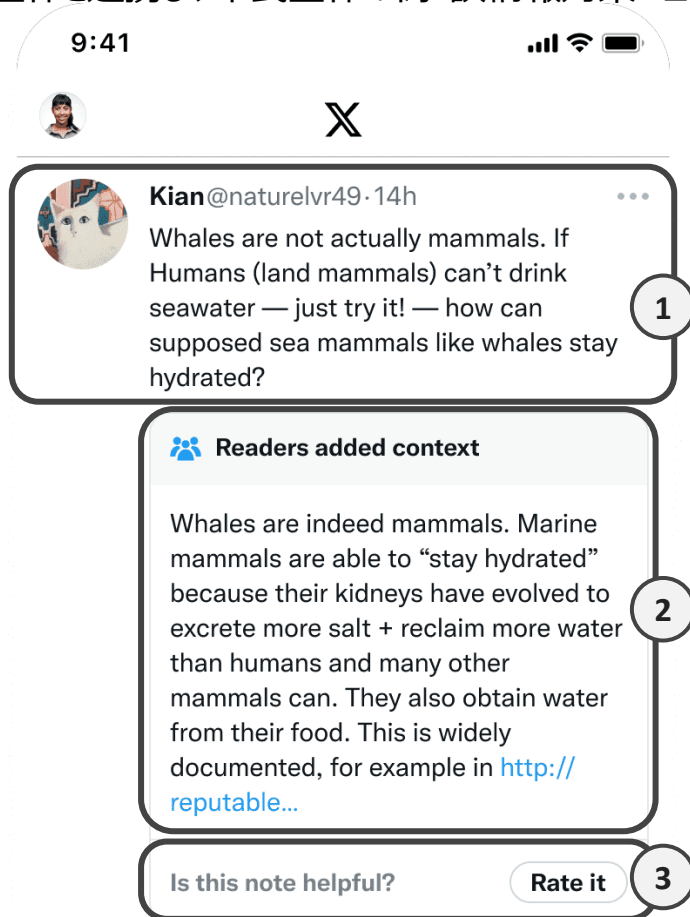 9:41
Kian@naturelvr49·14h
Whales are not actually mammals. If
Humans (land mammals) can’t drink
seawater — just try it! — how can
supposed sea mammals like whales stay
hydrated?
1
Readers added context
Whales are indeed mammals. Marine
mammals are able to “stay hydrated”
because their kidneys have evolved to
excrete more salt + reclaim more water
than humans and many other
mammals can. They also obtain water
from their food. This is widely
documented, for example in http://
reputable...
2
Is this note helpful?
Rate it
3